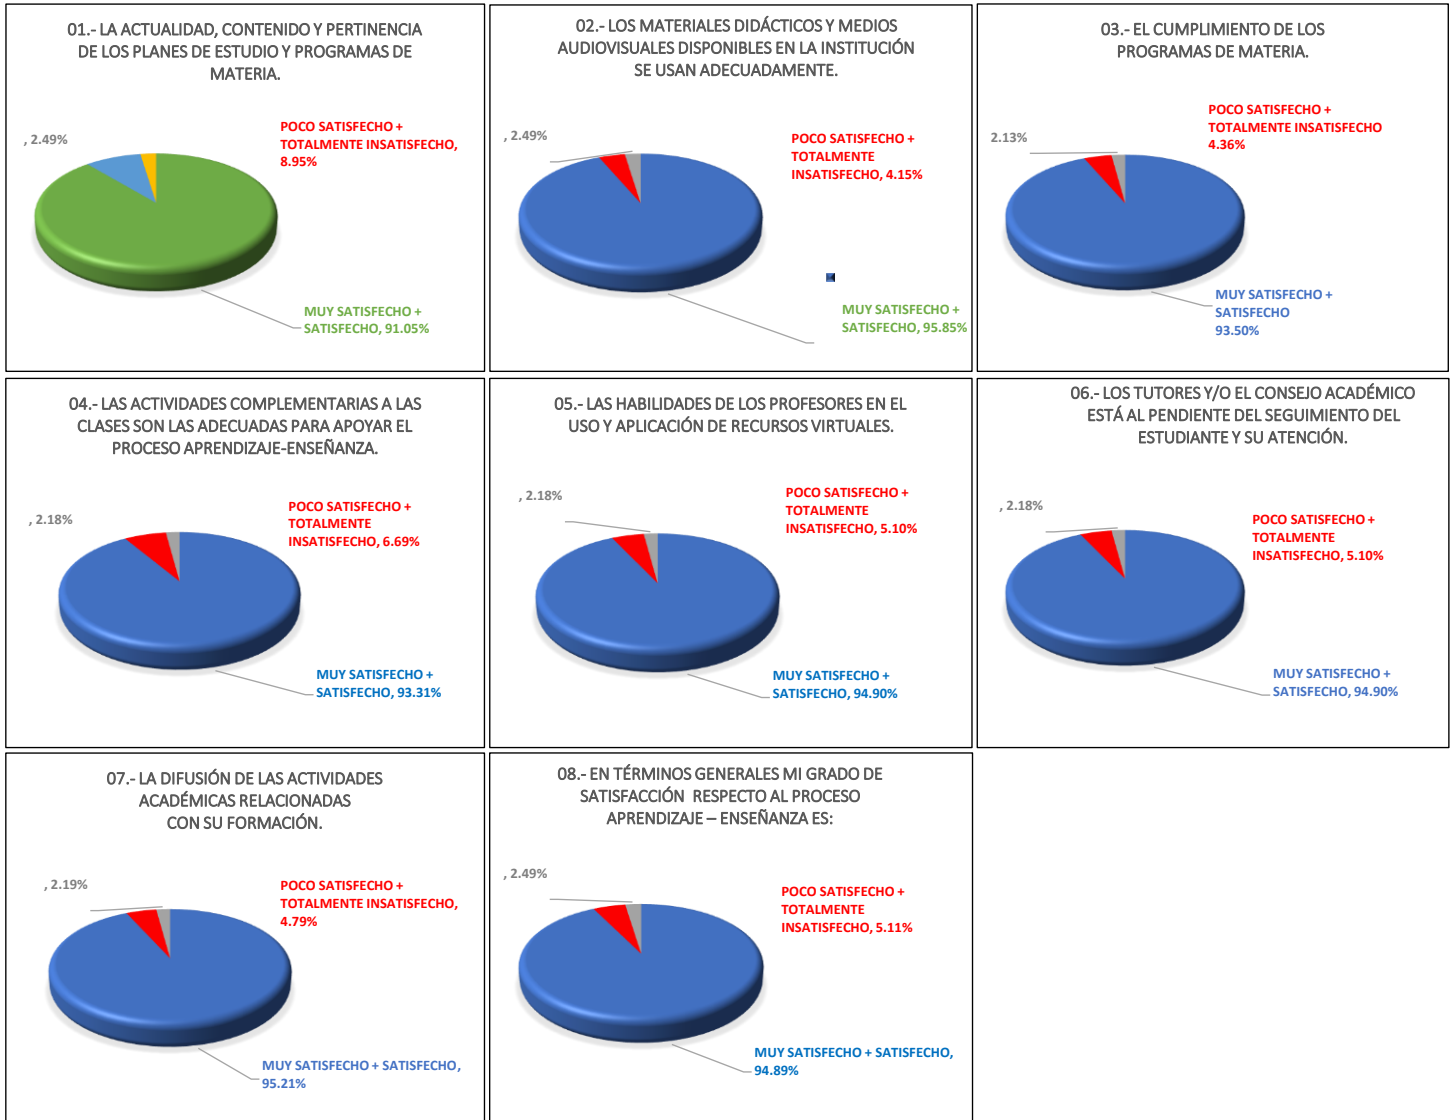 01.- LA ACTUALIDAD, CONTENIDO Y PERTINENCIA
DE LOS PLANES DE ESTUDIO Y PROGRAMAS DE
MATERIA.
, 2.49%
POCO SATISFECHO +
TOTALMENTE INSATISFECHO,
8.95%
MUY SATISFECHO +
SATISFECHO, 91.05%
02.- LOS MATERIALES DIDÁCTICOS Y MEDIOS
AUDIOVISUALES DISPONIBLES EN LA INSTITUCIÓN
SE USAN ADECUADAMENTE.
, 2.49%
POCO SATISFECHO +
TOTALMENTE
INSATISFECHO, 4.15%
MUY SATISFECHO +
SATISFECHO, 95.85%
03.- EL CUMPLIMIENTO DE LOS
PROGRAMAS DE MATERIA.
2.13%
POCO SATISFECHO +
TOTALMENTE INSATISFECHO
4.36%
MUY SATISFECHO +
SATISFECHO
93.50%
04.- LAS ACTIVIDADES COMPLEMENTARIAS A LAS
CLASES SON LAS ADECUADAS PARA APOYAR EL
PROCESO APRENDIZAJE-ENSEÑANZA.
, 2.18%
POCO SATISFECHO +
TOTALMENTE
INSATISFECHO, 6.69%
MUY SATISFECHO +
SATISFECHO, 93.31%
05.- LAS HABILIDADES DE LOS PROFESORES EN EL
USO Y APLICACIÓN DE RECURSOS VIRTUALES.
, 2.18%
POCO SATISFECHO +
TOTALMENTE
INSATISFECHO, 5.10%
MUY SATISFECHO +
SATISFECHO, 94.90%
06.- LOS TUTORES Y/O EL CONSEJO ACADÉMICO
ESTÁ AL PENDIENTE DEL SEGUIMIENTO DEL
ESTUDIANTE Y SU ATENCIÓN.
, 2.18%
POCO SATISFECHO +
TOTALMENTE
INSATISFECHO, 5.10%
MUY SATISFECHO +
SATISFECHO, 94.90%
07.- LA DIFUSIÓN DE LAS ACTIVIDADES
ACADÉMICAS RELACIONADAS
CON SU FORMACIÓN.
, 2.19%
POCO SATISFECHO +
TOTALMENTE INSATISFECHO,
4.79%
MUY SATISFECHO + SATISFECHO,
95.21%
08.- EN TÉRMINOS GENERALES MI GRADO DE
SATISFACCIÓN RESPECTO AL PROCESO
APRENDIZAJE – ENSEÑANZA ES:
, 2.49%
POCO SATISFECHO +
TOTALMENTE
INSATISFECHO, 5.11%
MUY SATISFECHO + SATISFECHO,
94.89%